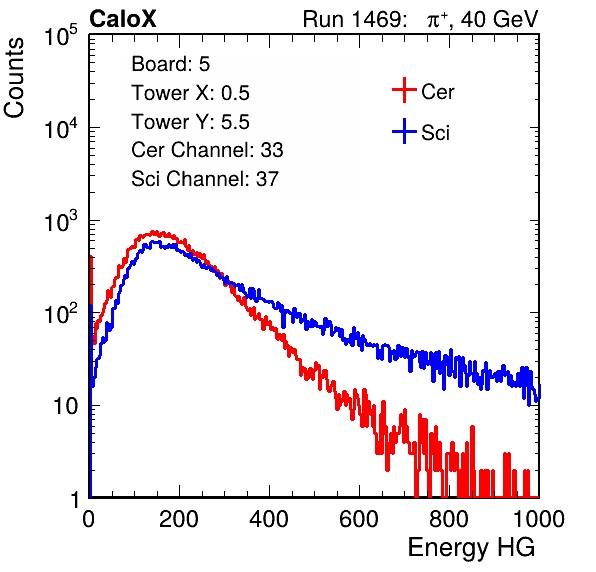 CaloX Run 1469: π⁺, 40 GeV
Counts
10⁵
10⁴
10³
10²
10
1
Board: 5
Tower X: 0.5
Tower Y: 5.5
Cer Channel: 33
Sci Channel: 37
Cer
Sci
0 200 400 600 800 1000
Energy HG